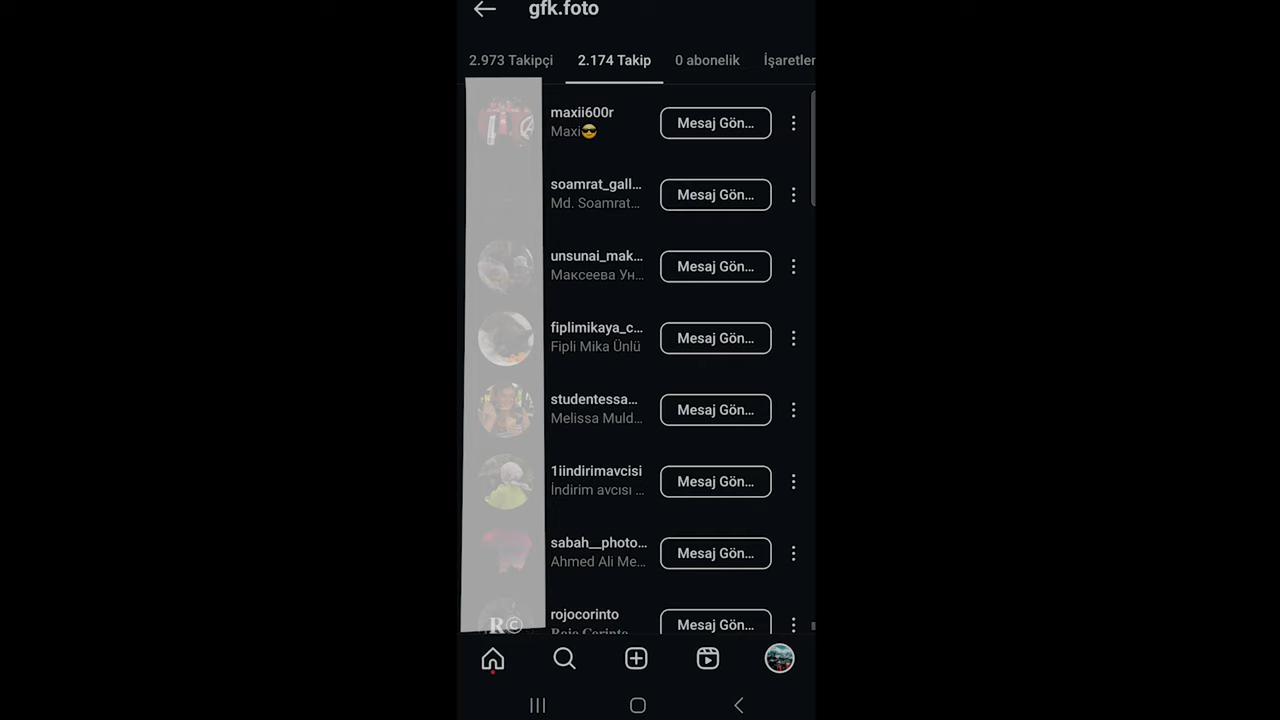 gfk.foto
2.973 Takipçi 2.174 Takip 0 abonelik İşaretler
maxii600r
Maxi😎
Mesaj Gön...
soamrat_gall...
Md. Soamrat...
Mesaj Gön...
unsunai_mak...
Максеева Ун...
Mesaj Gön...
fiplimikaya_c...
Fipli Mika Ünlü
Mesaj Gön...
studentessa...
Melissa Muld...
Mesaj Gön...
1iindirimavcisi
İndirim avcısı ...
Mesaj Gön...
sabah__photo...
Ahmed Ali Me...
Mesaj Gön...
R©
rojocorinto
Rojo Corinto
Mesaj Gön...